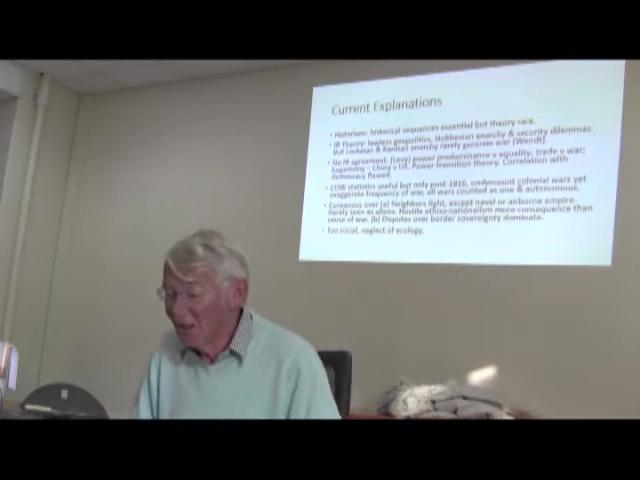 Current Explanations
• Historians: historical sequences essential but theory rare.
• IR Theory: lawless geopolitics, Hobbesian anarchy & security dilemmas.
But Lockeian & Kantian anarchy rarely generate war (Wendt).
• No IR agreement: (Levy) power predominance v equality; trade v war;
hegemony – China v US. Power transition theory. Correlation with
democracy flawed.
• COW statistics useful but only post-1816, undercount colonial wars yet
exaggerate frequency of war, all wars counted as one & autonomous.
• Consensus over (a) Neighbors fight, except naval or airborne empire.
Rarely seen as aliens. Hostile ethno-nationalism more consequence than
cause of war. (b) Disputes over border sovereignty dominate.
• Too social, neglect of ecology.